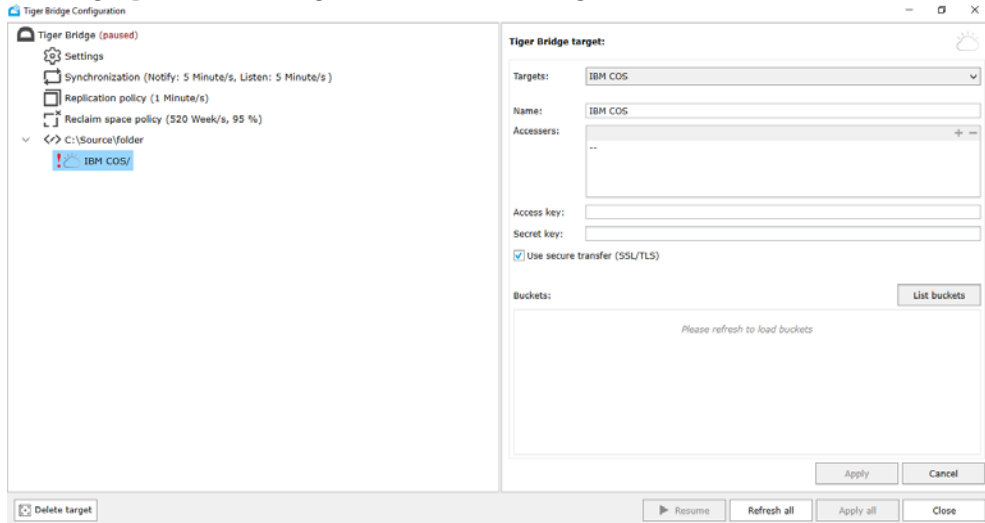 Tiger Bridge Configuration
Tiger Bridge (paused)
Settings
Synchronization (Notify: 5 Minute/s, Listen: 5 Minute/s )
Replication policy (1 Minute/s)
Reclaim space policy (520 Week/s, 95 %)
C:\Source\folder
IBM COS/
Delete target
Tiger Bridge target:
Targets: IBM COS
Name: IBM COS
Accessers: + −
--
Access key:
Secret key:
Use secure transfer (SSL/TLS)
Buckets: List buckets
Please refresh to load buckets
Apply Cancel
Resume Refresh all Apply all Close